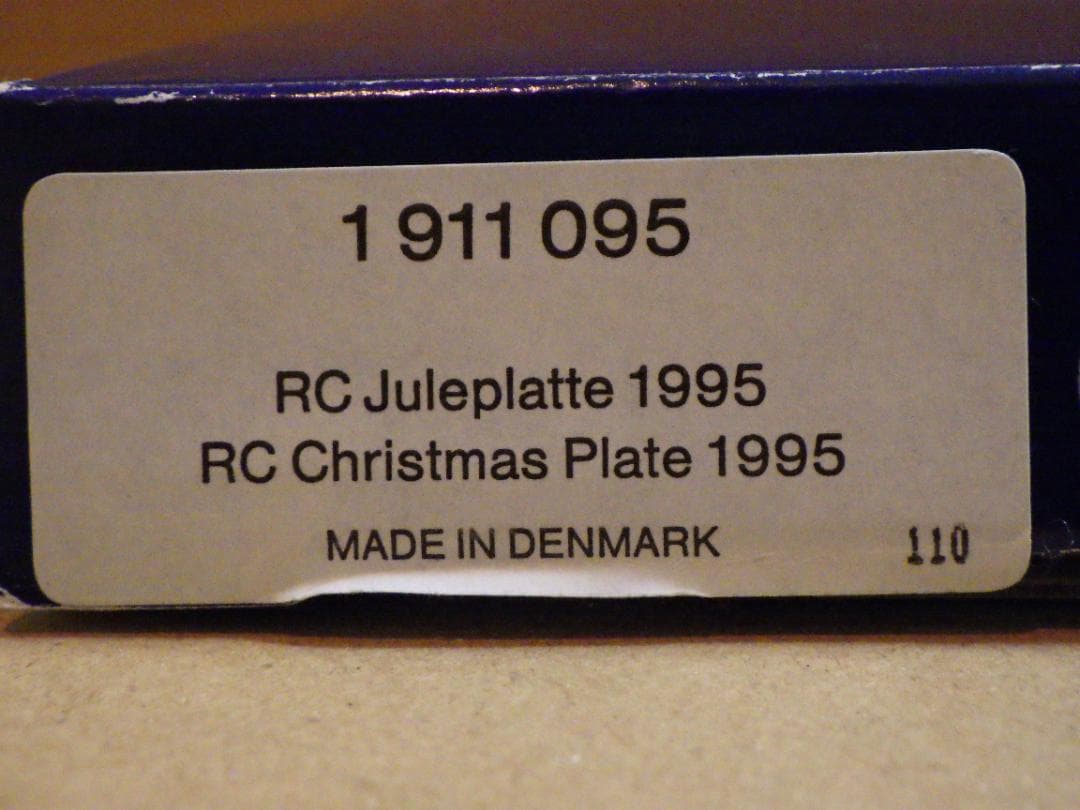 1 911 095
RC Juleplatte 1995
RC Christmas Plate 1995
MADE IN DENMARK 110